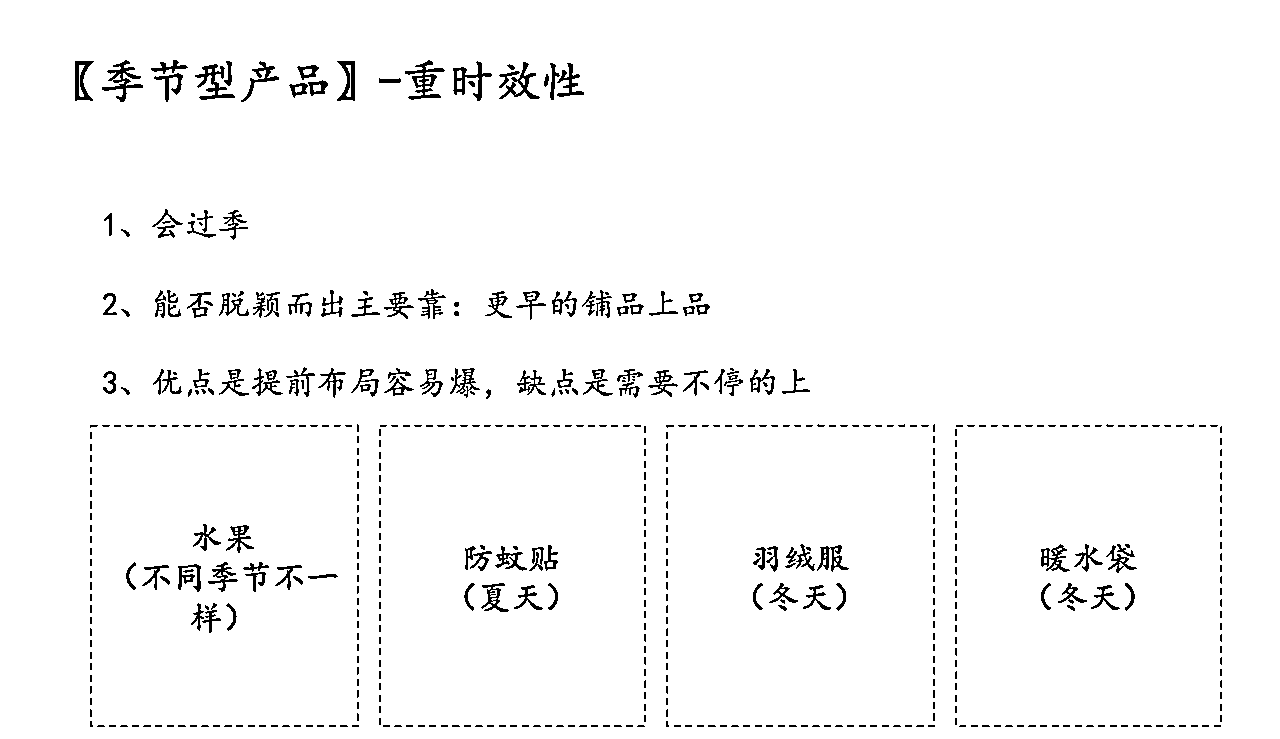 〖季节型产品〗-重时效性
1、会过季
2、能否脱颖而出主要靠：更早的铺品上品
3、优点是提前布局容易爆，缺点是需要不停的上
水果
（不同季节不一
样）
防蚊贴
（夏天）
羽绒服
（冬天）
暖水袋
（冬天）